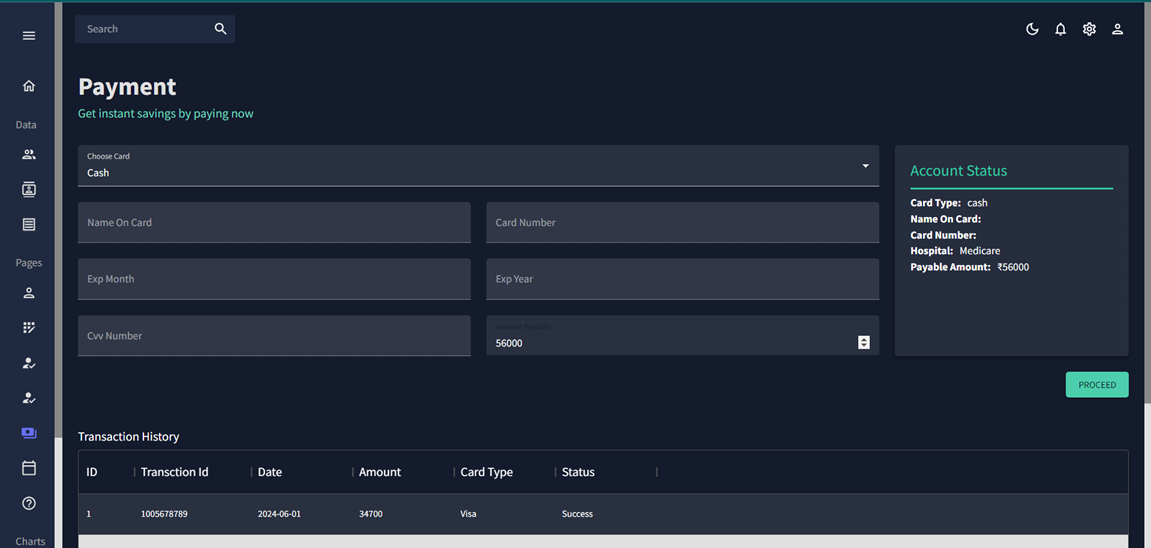 Search
Payment
Get instant savings by paying now
Data
Pages
Charts
Choose Card
Cash
Name On Card
Card Number
Exp Month
Exp Year
Cvv Number
Amount Payable
56000
Account Status
Card Type: cash
Name On Card:
Card Number:
Hospital: Medicare
Payable Amount: ₹56000
PROCEED
Transaction History
ID Transction Id Date Amount Card Type Status
1 1005678789 2024-06-01 34700 Visa Success